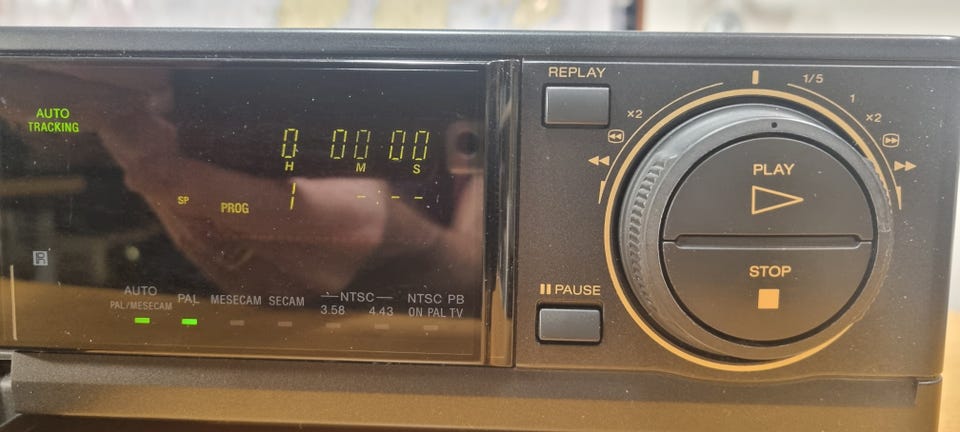 AUTO
TRACKING
0 00 00
H M S
SP PROG 1 - - -
AUTO
PAL/MESECAM
PAL
MESECAM
SECAM
NTSC
3.58 4.43
NTSC PB
ON PAL TV
REPLAY
PAUSE
×2
1/5
1
×2
PLAY
STOP